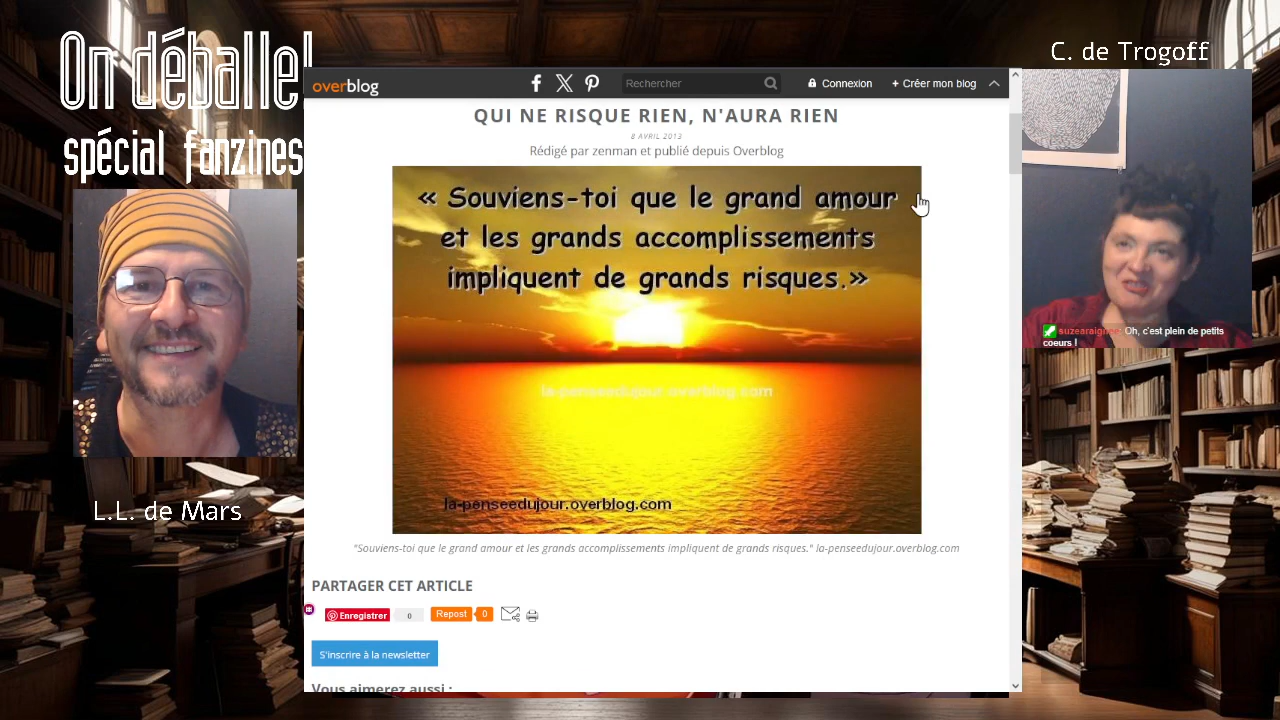 On déballe!
spécial fanzines
C. de Trogoff
overblog
Rechercher
Connexion
+ Créer mon blog
QUI NE RISQUE RIEN, N'AURA RIEN
8 AVRIL 2013
Rédigé par zenman et publié depuis Overblog
« Souviens-toi que le grand amour
et les grands accomplissements
impliquent de grands risques.»
la-penseedujour.overblog.com
la-penseedujour.overblog.com
"Souviens-toi que le grand amour et les grands accomplissements impliquent de grands risques." la-penseedujour.overblog.com
PARTAGER CET ARTICLE
Enregistrer
0
Repost
0
S'inscrire à la newsletter
Vous aimerez aussi :
L.L. de Mars
suzearaignee: Oh, c'est plein de petits
coeurs !